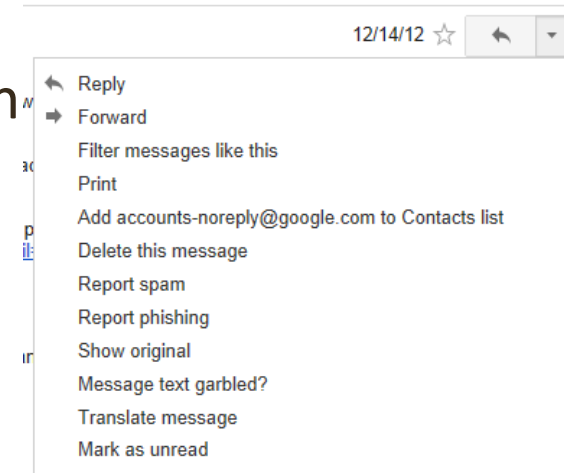 12/14/12
Reply
Forward
Filter messages like this
Print
Add accounts-noreply@google.com to Contacts list
Delete this message
Report spam
Report phishing
Show original
Message text garbled?
Translate message
Mark as unread